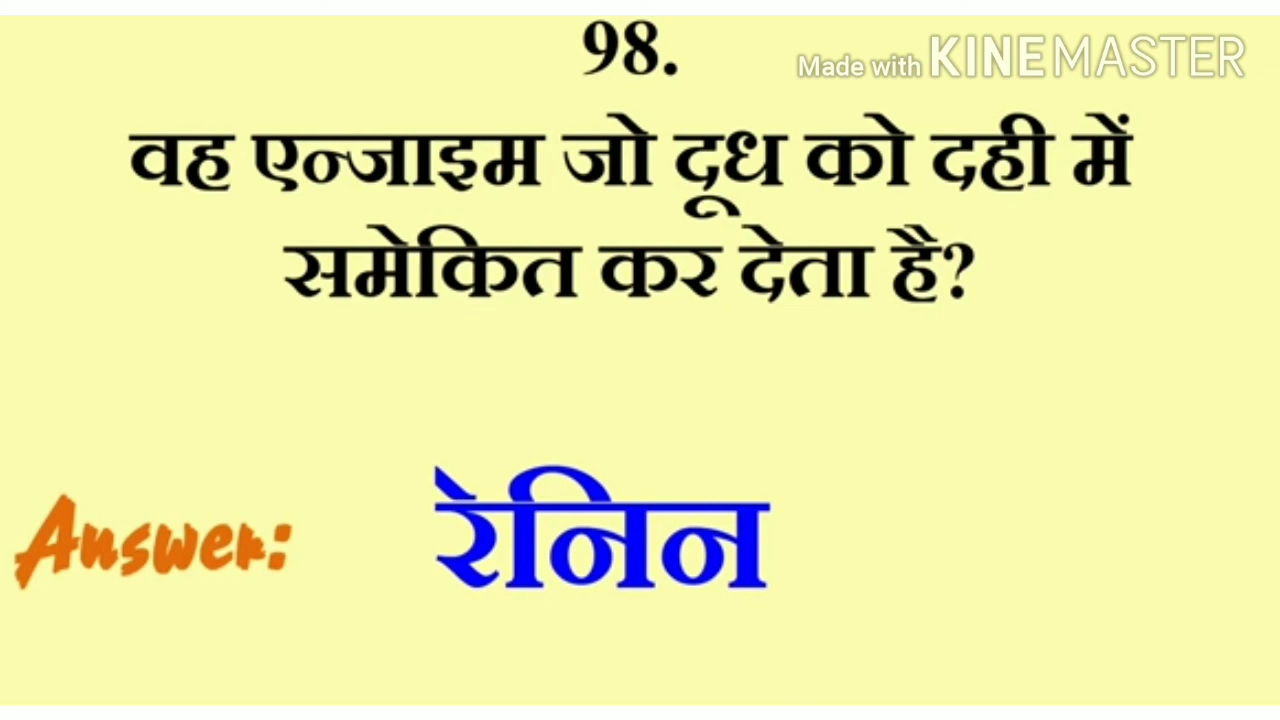 98.
Made with KINEMASTER
वह एन्जाइम जो दूध को दही में
समेकित कर देता है?
Answer:
रेनिन